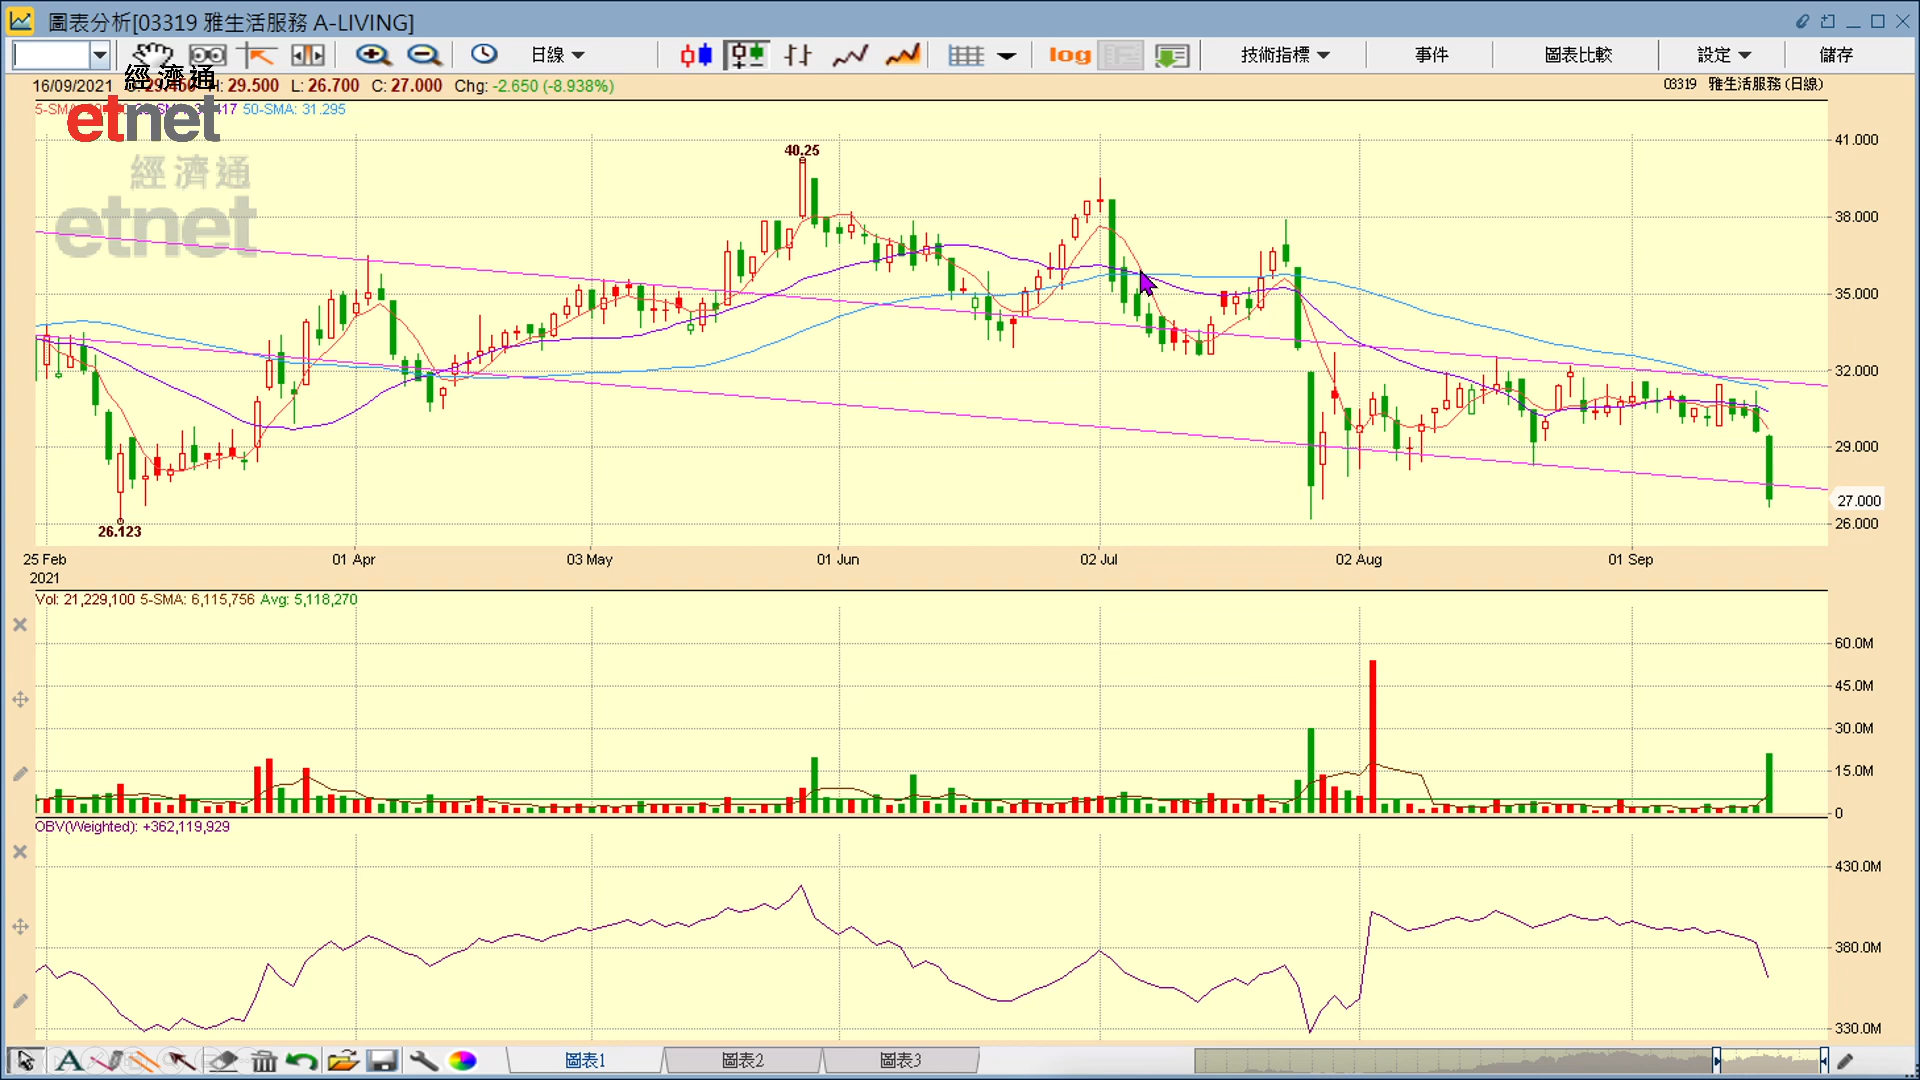 圖表分析[03319 雅生活服務 A-LIVING]
日線
log
技術指標
事件
圖表比較
設定
儲存
16/09/2021 H: 29.500 L: 26.700 C: 27.000 Chg: -2.650 (-8.938%)
03319 雅生活服務 (日線)
經濟通
etnet
50-SMA: 31.295
經濟通
etnet
40.25
26.123
41.000
38.000
35.000
32.000
29.000
27.000
26.000
25 Feb
01 Apr
03 May
01 Jun
02 Jul
02 Aug
01 Sep
2021
Vol: 21,229,100 5-SMA: 6,115,756 Avg: 5,118,270
60.0M
45.0M
30.0M
15.0M
0
OBV(Weighted): +362,119,929
430.0M
380.0M
330.0M
A
圖表1
圖表2
圖表3